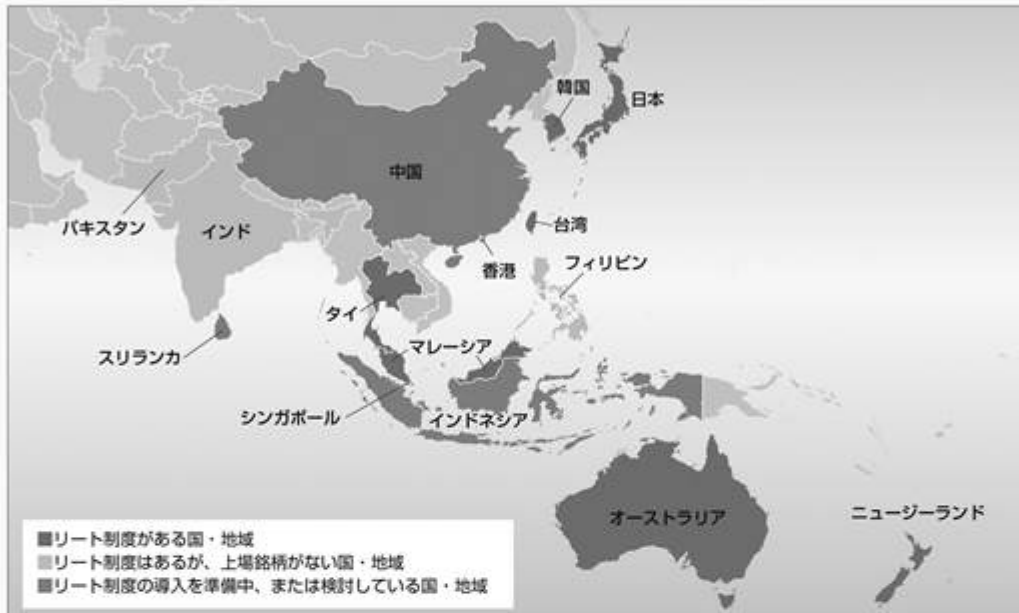 韓国
日本
中国
パキスタン
インド
台湾
香港
フィリピン
タイ
スリランカ
マレーシア
シンガポール
インドネシア
オーストラリア
ニュージーランド
■リート制度がある国・地域
■リート制度はあるが、上場銘柄がない国・地域
■リート制度の導入を準備中、または検討している国・地域